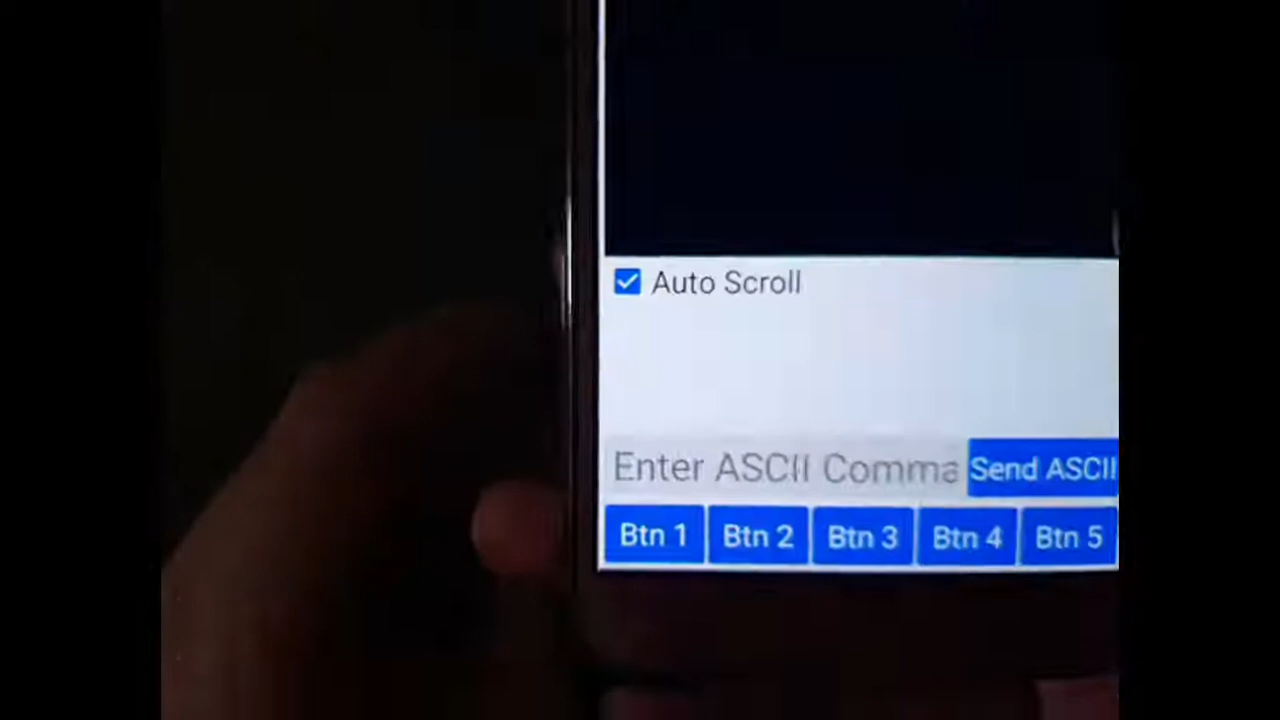 Auto Scroll
Enter ASCII Comma Send ASCII
Btn 1 Btn 2 Btn 3 Btn 4 Btn 5